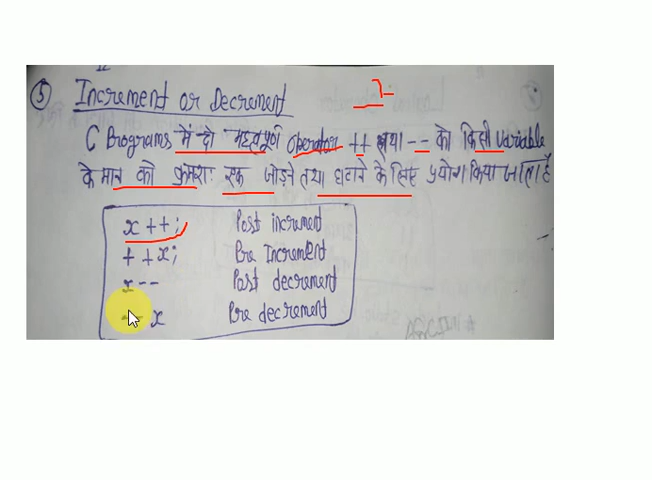 ⑤ Increment or Decrement
C Programs में दो महत्वपूर्ण operator ++ तथा -- को किसी variable
के मान को क्रमशः एक जोड़ने तथा घटाने के लिए प्रयोग किया जाता है
x ++; Post increment
+ +x; Pre Increment
x-- Post decrement
-- x Pre decrement